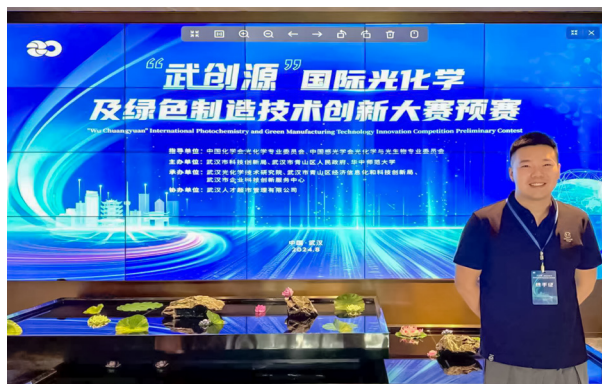 “武创源”国际光化学
及绿色制造技术创新大赛预赛
"Wu Chuangyuan" International Photochemistry and Green Manufacturing Technology Innovation Competition Preliminary Contest
指导单位：中国化学会光化学专业委员会、中国感光学会光化学与光生物专业委员会
主办单位：武汉市科技创新局、武汉市青山区人民政府、华中师范大学
承办单位：武汉光化学技术研究院、武汉市青山区经济信息化和科技创新局、
武汉市企业科技创新服务中心
协办单位：武汉人才超市管理有限公司
中国·武汉
2024.8